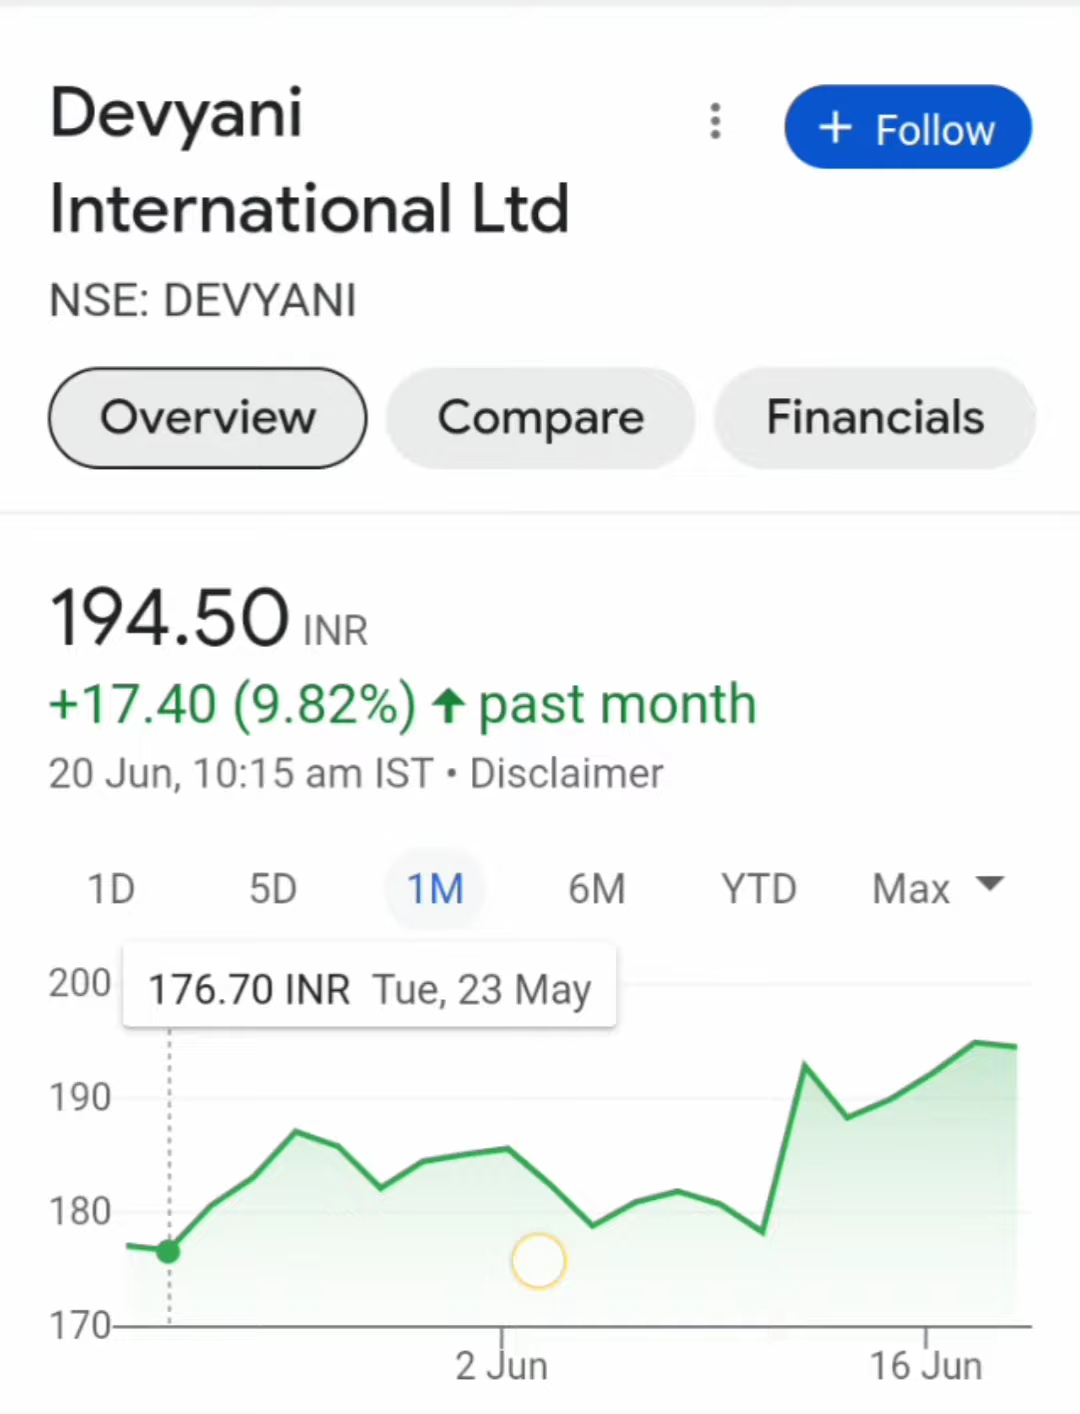 Devyani
International Ltd
+ Follow
NSE: DEVYANI
Overview Compare Financials
194.50 INR
+17.40 (9.82%) ↑ past month
20 Jun, 10:15 am IST • Disclaimer
1D 5D 1M 6M YTD Max
176.70 INR Tue, 23 May
200
190
180
170
2 Jun 16 Jun